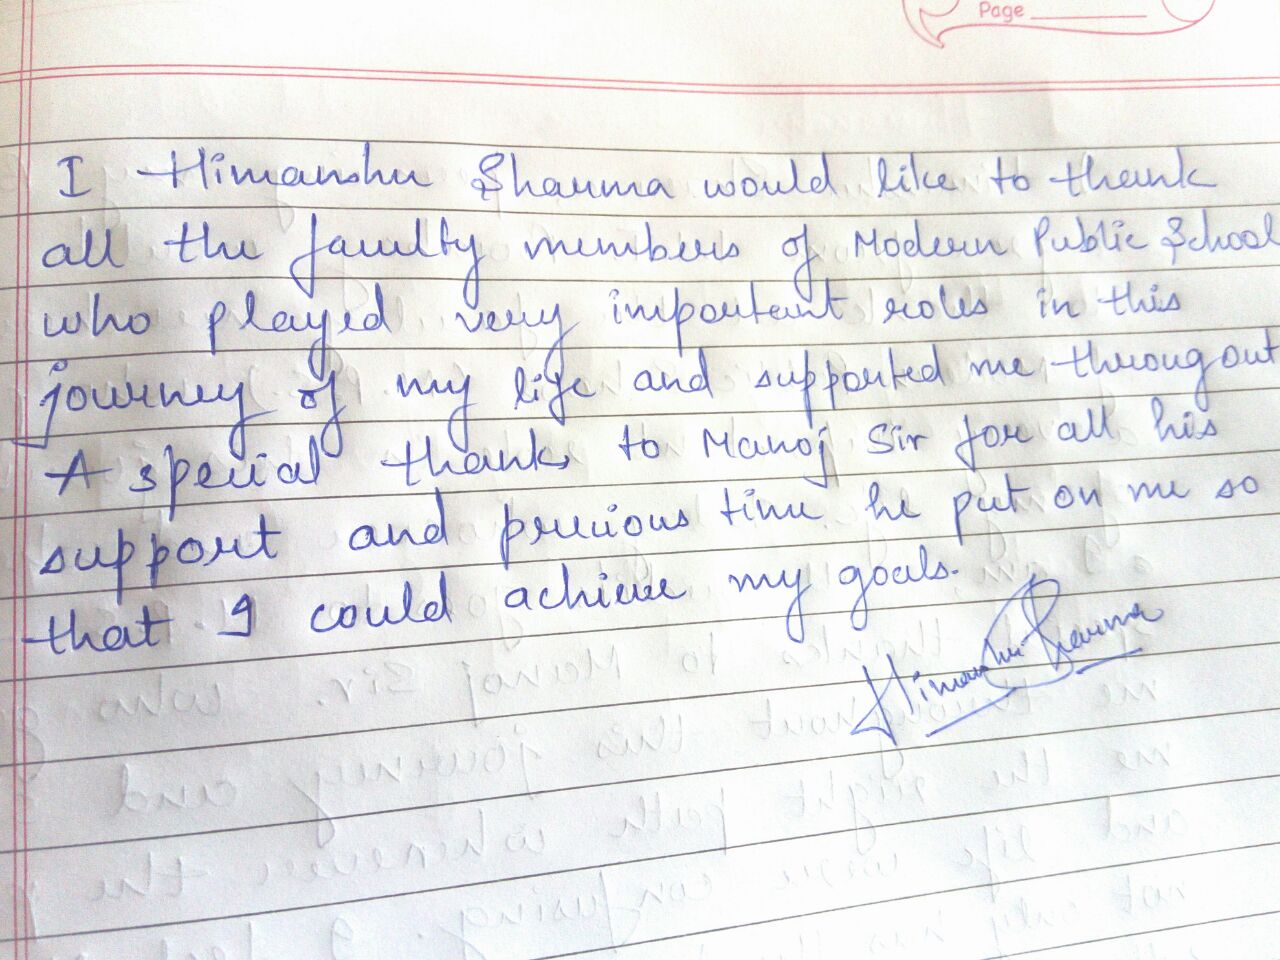 Page
I Himanshu Sharma would like to thank
all the faculty members of Modern Public School
who played very important roles in this
journey of my life and supported me througout
A special thanks to Manoj Sir for all his
support and precious time he put on me so
that I could achieve my goals.
Himanshu Sharma